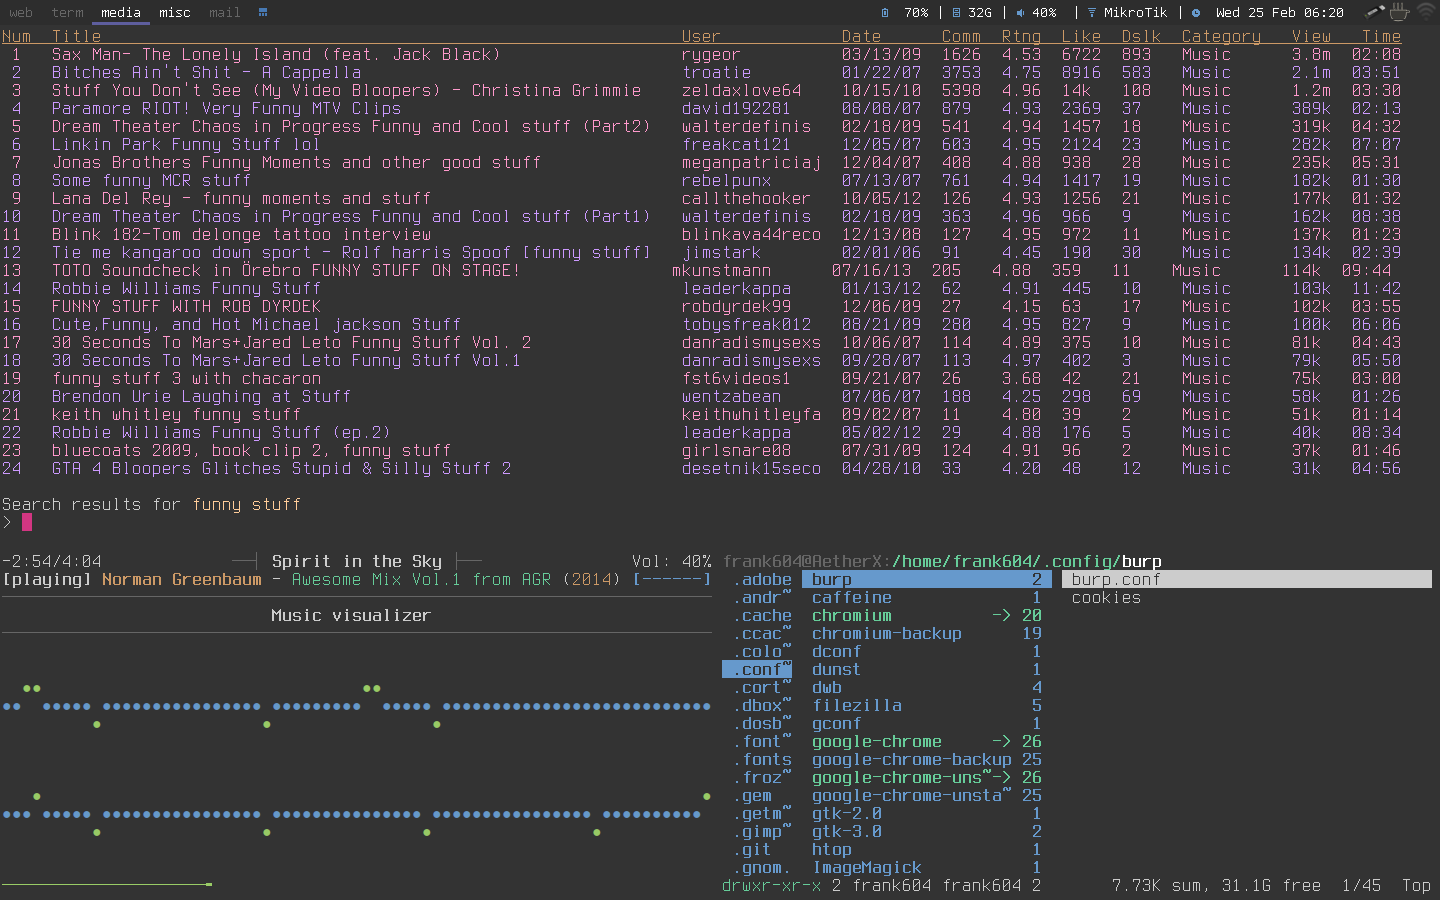 web term media misc mail 70% | 32G | 40% | MikroTik | Wed 25 Feb 06:20
Num Title User Date Comm Rtng Like Dslk Category View Time
1 Sax Man- The Lonely Island (feat. Jack Black) rygeor 03/13/09 1626 4.53 6722 893 Music 3.8m 02:08
2 Bitches Ain't Shit - A Cappella troatie 01/22/07 3753 4.75 8916 583 Music 2.1m 03:51
3 Stuff You Don't See (My Video Bloopers) - Christina Grimmie zeldaxlove64 10/15/10 5398 4.96 14k 108 Music 1.2m 03:30
4 Paramore RIOT! Very Funny MTV Clips david192281 08/08/07 879 4.93 2369 37 Music 389k 02:13
5 Dream Theater Chaos in Progress Funny and Cool stuff (Part2) walterdefinis 02/18/09 541 4.94 1457 18 Music 319k 04:32
6 Linkin Park Funny Stuff lol freakcat121 12/05/07 603 4.95 2124 23 Music 282k 07:07
7 Jonas Brothers Funny Moments and other good stuff meganpatriciaj 12/04/07 408 4.88 938 28 Music 235k 05:31
8 Some funny MCR stuff rebelpunx 07/13/07 761 4.94 1417 19 Music 182k 01:30
9 Lana Del Rey - funny moments and stuff callthehooker 10/05/12 126 4.93 1256 21 Music 177k 01:32
10 Dream Theater Chaos in Progress Funny and Cool stuff (Part1) walterdefinis 02/18/09 363 4.96 966 9 Music 162k 08:38
11 Blink 182-Tom delonge tattoo interview blinkava44reco 12/13/08 127 4.95 972 11 Music 137k 01:23
12 Tie me kangaroo down sport - Rolf harris Spoof [funny stuff] jimstark 02/01/06 91 4.45 190 30 Music 134k 02:39
13 TOTO Soundcheck in Örebro FUNNY STUFF ON STAGE! mkunstmann 07/16/13 205 4.88 359 11 Music 114k 09:44
14 Robbie Williams Funny Stuff leaderkappa 01/13/12 62 4.91 445 10 Music 103k 11:42
15 FUNNY STUFF WITH ROB DYRDEK robdyrdek99 12/06/09 27 4.15 63 17 Music 102k 03:55
16 Cute,Funny, and Hot Michael jackson Stuff tobysfreak012 08/21/09 280 4.95 827 9 Music 100k 06:06
17 30 Seconds To Mars+Jared Leto Funny Stuff Vol. 2 danradismysexs 10/06/07 114 4.89 375 10 Music 81k 04:43
18 30 Seconds To Mars+Jared Leto Funny Stuff Vol.1 danradismysexs 09/28/07 113 4.97 402 3 Music 79k 05:50
19 funny stuff 3 with chacaron fst6videos1 09/21/07 26 3.68 42 21 Music 75k 03:00
20 Brendon Urie Laughing at Stuff wentzabean 07/06/07 188 4.25 298 69 Music 58k 01:26
21 keith whitley funny stuff keithwhitleyfa 09/02/07 11 4.80 39 2 Music 51k 01:14
22 Robbie Williams Funny Stuff (ep.2) leaderkappa 05/02/12 29 4.88 176 5 Music 40k 08:34
23 bluecoats 2009, book clip 2, funny stuff girlsnare08 07/31/09 124 4.91 96 2 Music 37k 01:46
24 GTA 4 Bloopers Glitches Stupid & Silly Stuff 2 desetnik15seco 04/28/10 33 4.20 48 12 Music 31k 04:56
Search results for funny stuff
>
-2:54/4:04 Spirit in the Sky Vol: 40%
[playing] Norman Greenbaum - Awesome Mix Vol.1 from AGR (2014) [------]
Music visualizer
frank604@AetherX:/home/frank604/.config/burp
.adobe burp 2 burp.conf
.andr~ caffeine 1 cookies
.cache chromium -> 20
.ccac~ chromium-backup 19
.colo~ dconf 1
.conf~ dunst 1
.cort~ dwb 4
.dbox~ filezilla 5
.dosb~ gconf 1
.font~ google-chrome -> 26
.fonts google-chrome-backup 25
.froz~ google-chrome-uns~-> 26
.gem google-chrome-unsta~ 25
.getm~ gtk-2.0 1
.gimp~ gtk-3.0 2
.git htop 1
.gnom. ImageMagick 1
drwxr-xr-x 2 frank604 frank604 2 7.73K sum, 31.1G free 1/45 Top